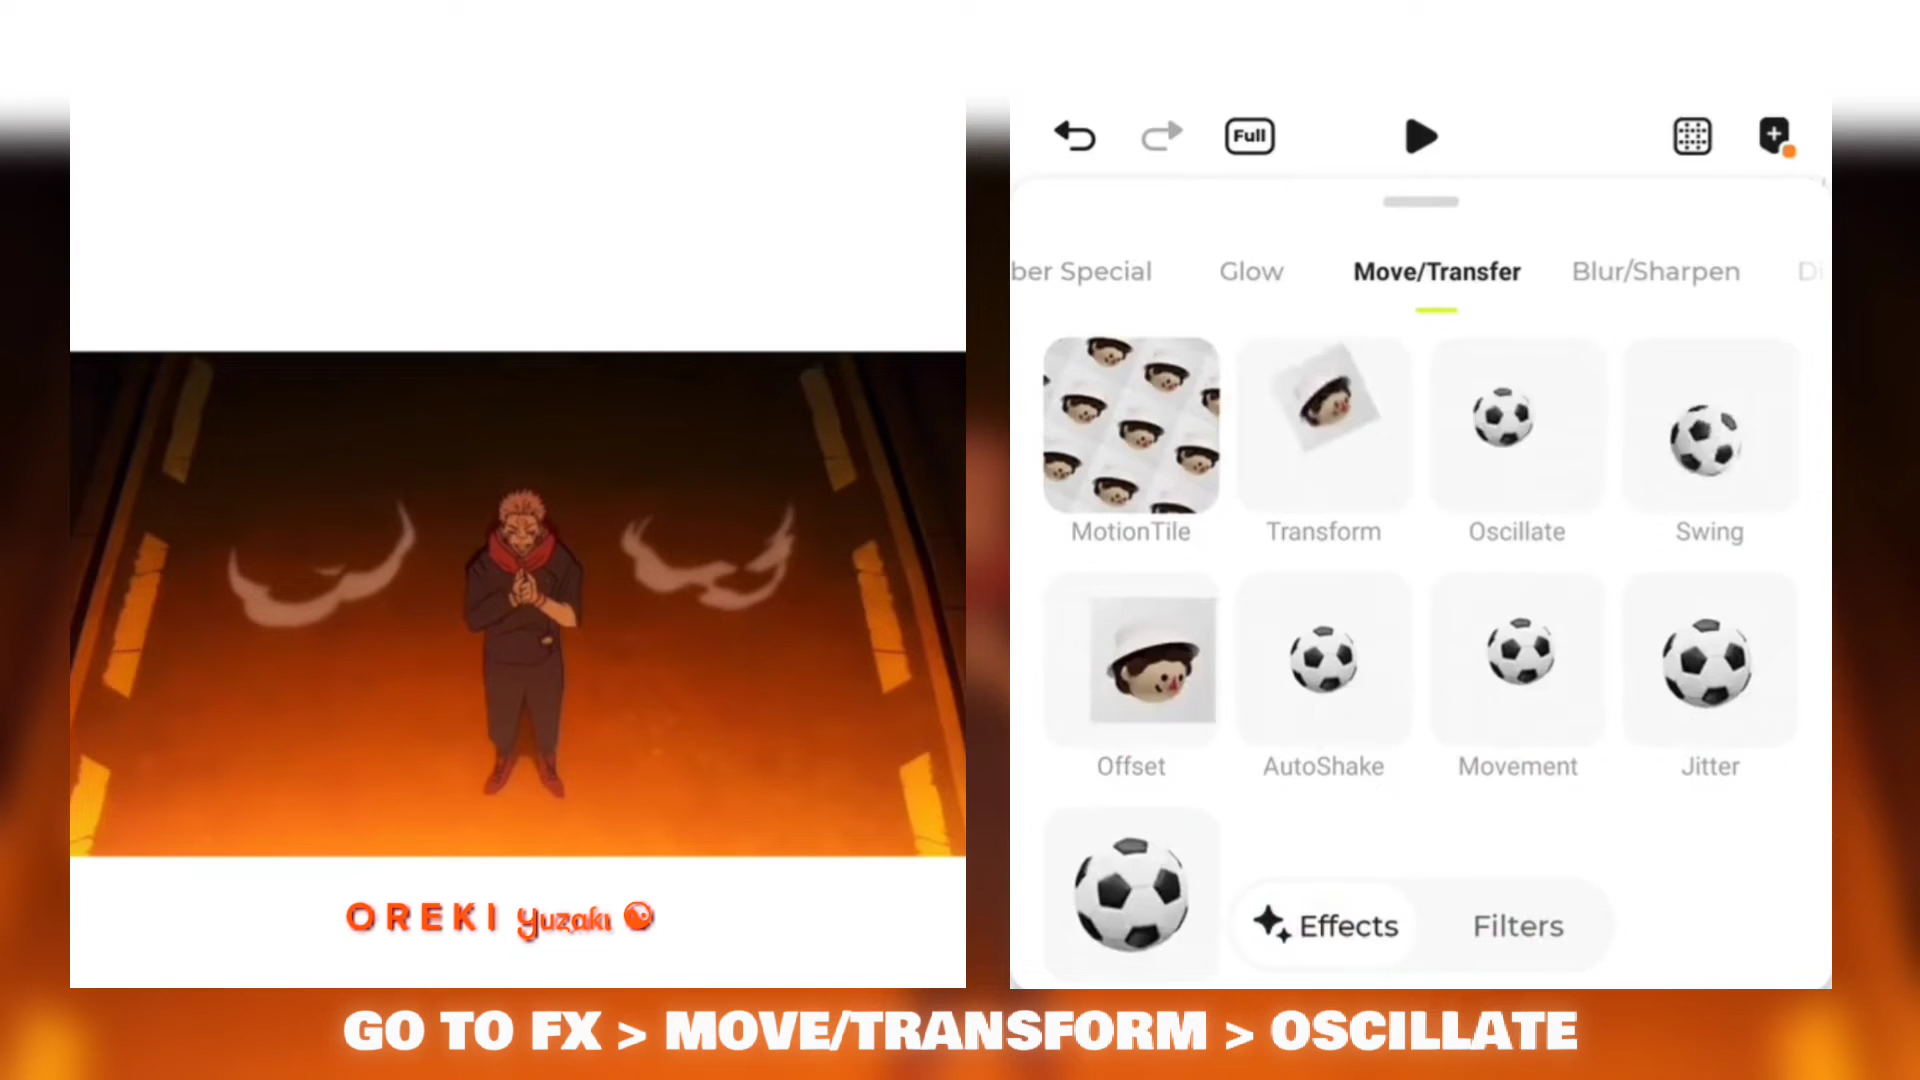 Full
ber Special Glow Move/Transfer Blur/Sharpen Di
MotionTile Transform Oscillate Swing
Offset AutoShake Movement Jitter
Effects Filters
OREKI yuzaki
GO TO FX > MOVE/TRANSFORM > OSCILLATE